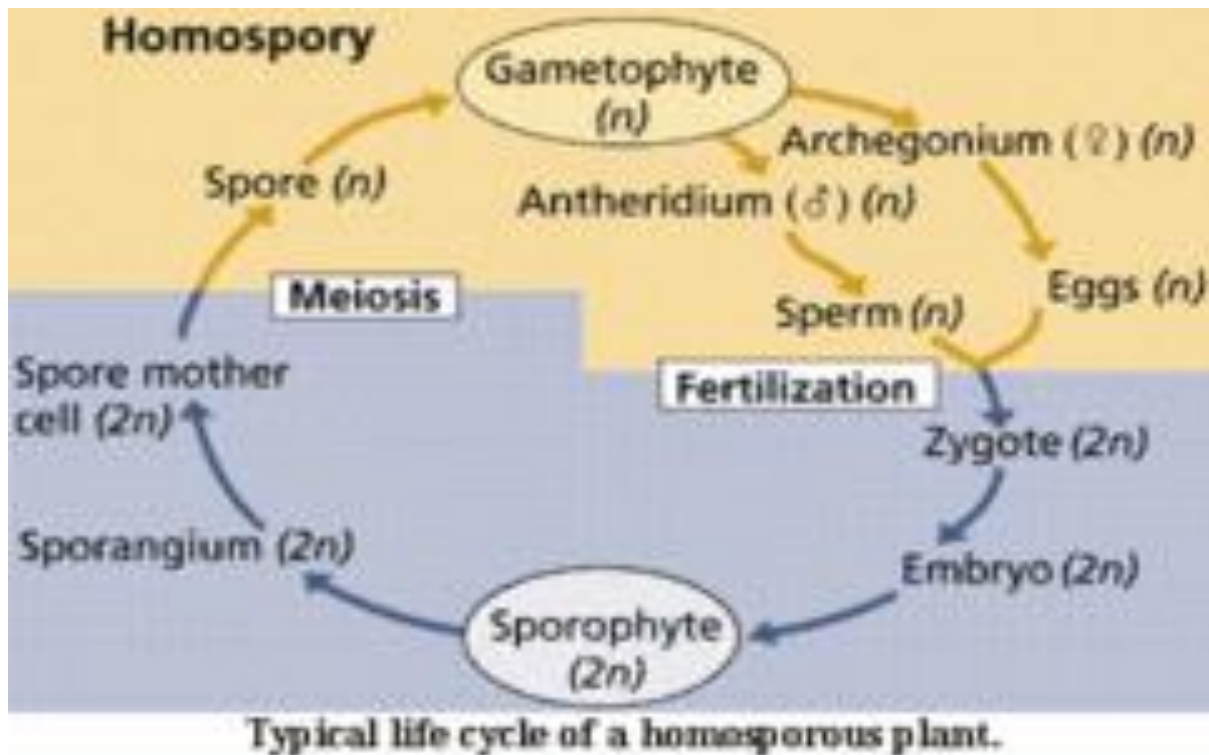 Homospory
Gametophyte
(n)
Archegonium (♀) (n)
Spore (n)
Antheridium (♂) (n)
Eggs (n)
Meiosis
Sperm (n)
Spore mother
cell (2n)
Fertilization
Zygote (2n)
Sporangium (2n)
Embryo (2n)
Sporophyte
(2n)
Typical life cycle of a homosporous plant.